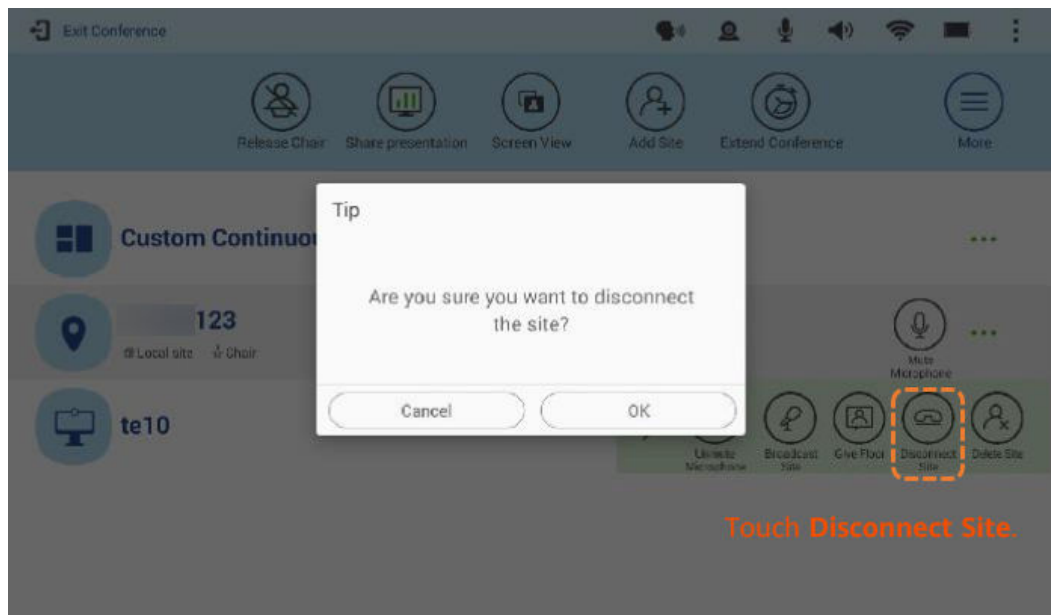 Exit Conference
Release Chair
Share presentation
Screen View
Add Site
Extend Conference
More
Tip
Custom Continuou
Are you sure you want to disconnect
the site?
123
Local site
Chair
Mute
Microphone
Cancel
OK
te10
Unmute
Microphone
Broadcast
Site
Give Floor
Disconnect
Site
Delete Site
Touch Disconnect Site.